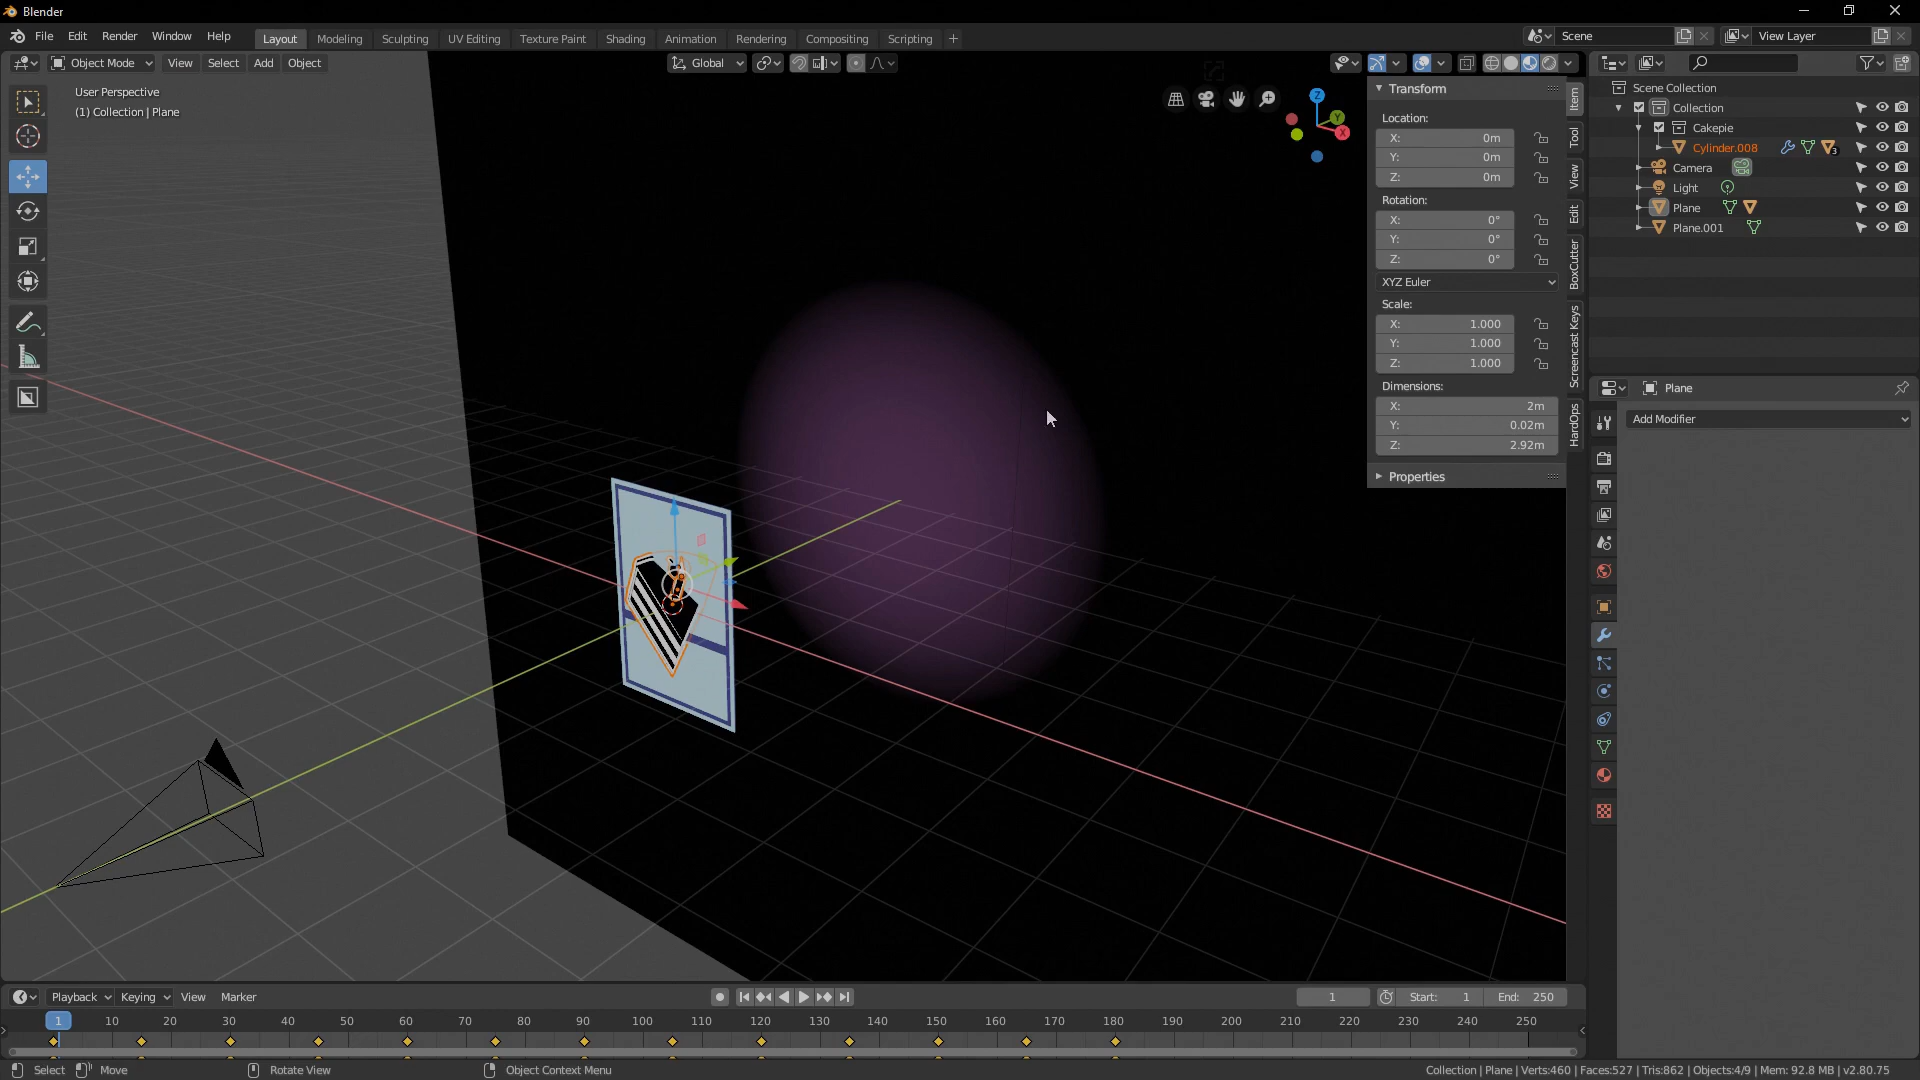 Blender
File Edit Render Window Help Layout Modeling Sculpting UV Editing Texture Paint Shading Animation Rendering Compositing Scripting + Scene View Layer
Object Mode View Select Add Object Global
User Perspective
(1) Collection | Plane
Z
Y
X
Transform
Location:
X: 0m
Y: 0m
Z: 0m
Rotation:
X: 0°
Y: 0°
Z: 0°
XYZ Euler
Scale:
X: 1.000
Y: 1.000
Z: 1.000
Dimensions:
X: 2m
Y: 0.02m
Z: 2.92m
Properties
Item
Tool
View
Edit
BoxCutter
Screencast Keys
HardOps
Scene Collection
Collection
Cakepie
Cylinder.008 3
Camera
Light
Plane
Plane.001
Plane
Add Modifier
Playback Keying View Marker 1 Start: 1 End: 250
1 10 20 30 40 50 60 70 80 90 100 110 120 130 140 150 160 170 180 190 200 210 220 230 240 250
Select Move Rotate View Object Context Menu Collection | Plane | Verts:460 | Faces:527 | Tris:862 | Objects:4/9 | Mem: 92.8 MB | v2.80.75